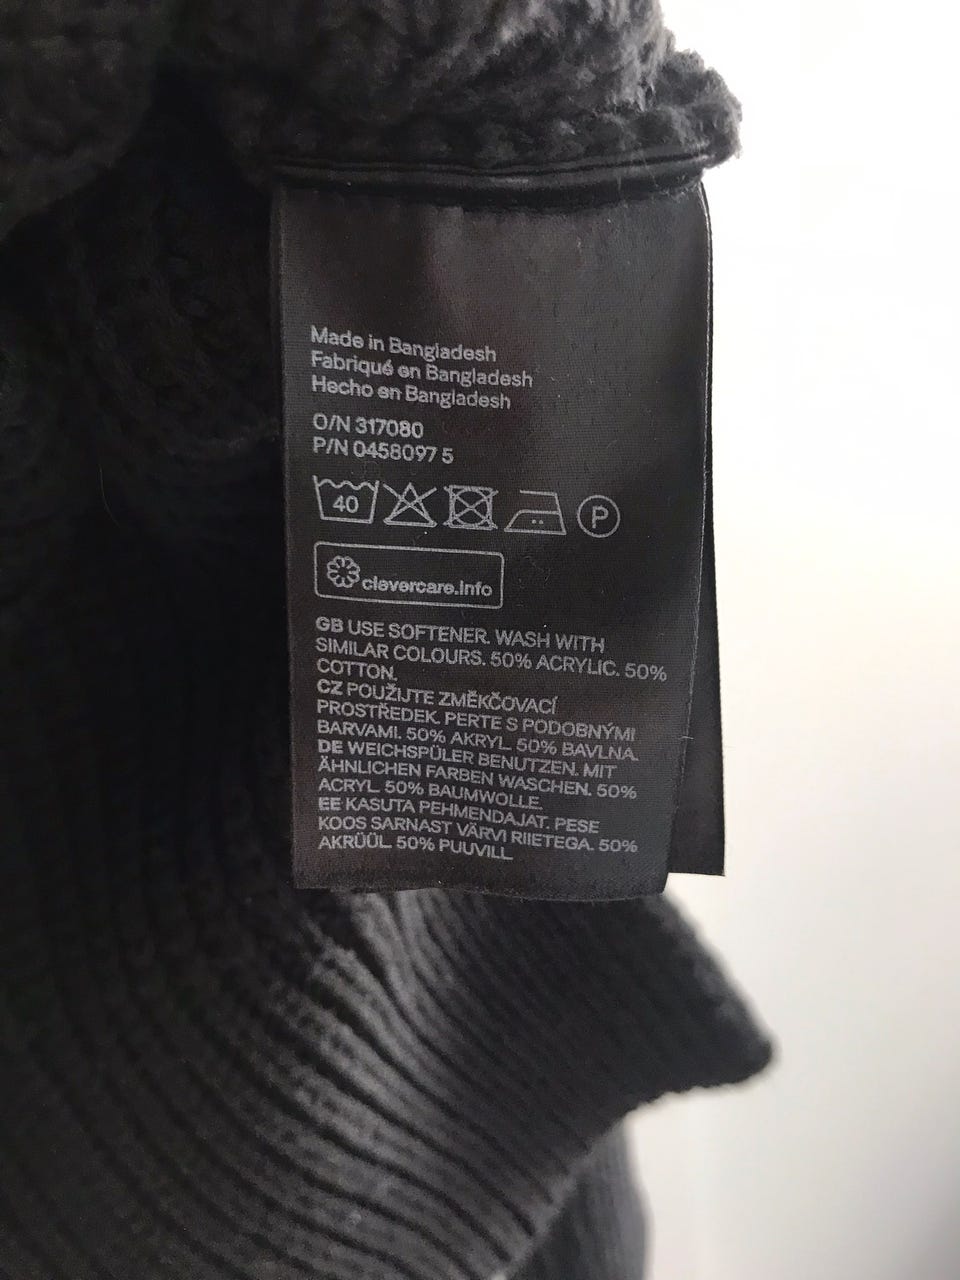 Made in Bangladesh
Fabriqué en Bangladesh
Hecho en Bangladesh
O/N 317080
P/N 0458097 5
40 P
clevercare.info
GB USE SOFTENER. WASH WITH
SIMILAR COLOURS. 50% ACRYLIC. 50%
COTTON.
CZ POUŽIJTE ZMĚKČOVACÍ
PROSTŘEDEK. PERTE S PODOBNÝMI
BARVAMI. 50% AKRYL. 50% BAVLNA.
DE WEICHSPÜLER BENUTZEN. MIT
ÄHNLICHEN FARBEN WASCHEN. 50%
ACRYL. 50% BAUMWOLLE.
EE KASUTA PEHMENDAJAT. PESE
KOOS SARNAST VÄRVI RIIETEGA. 50%
AKRÜÜL. 50% PUUVILL